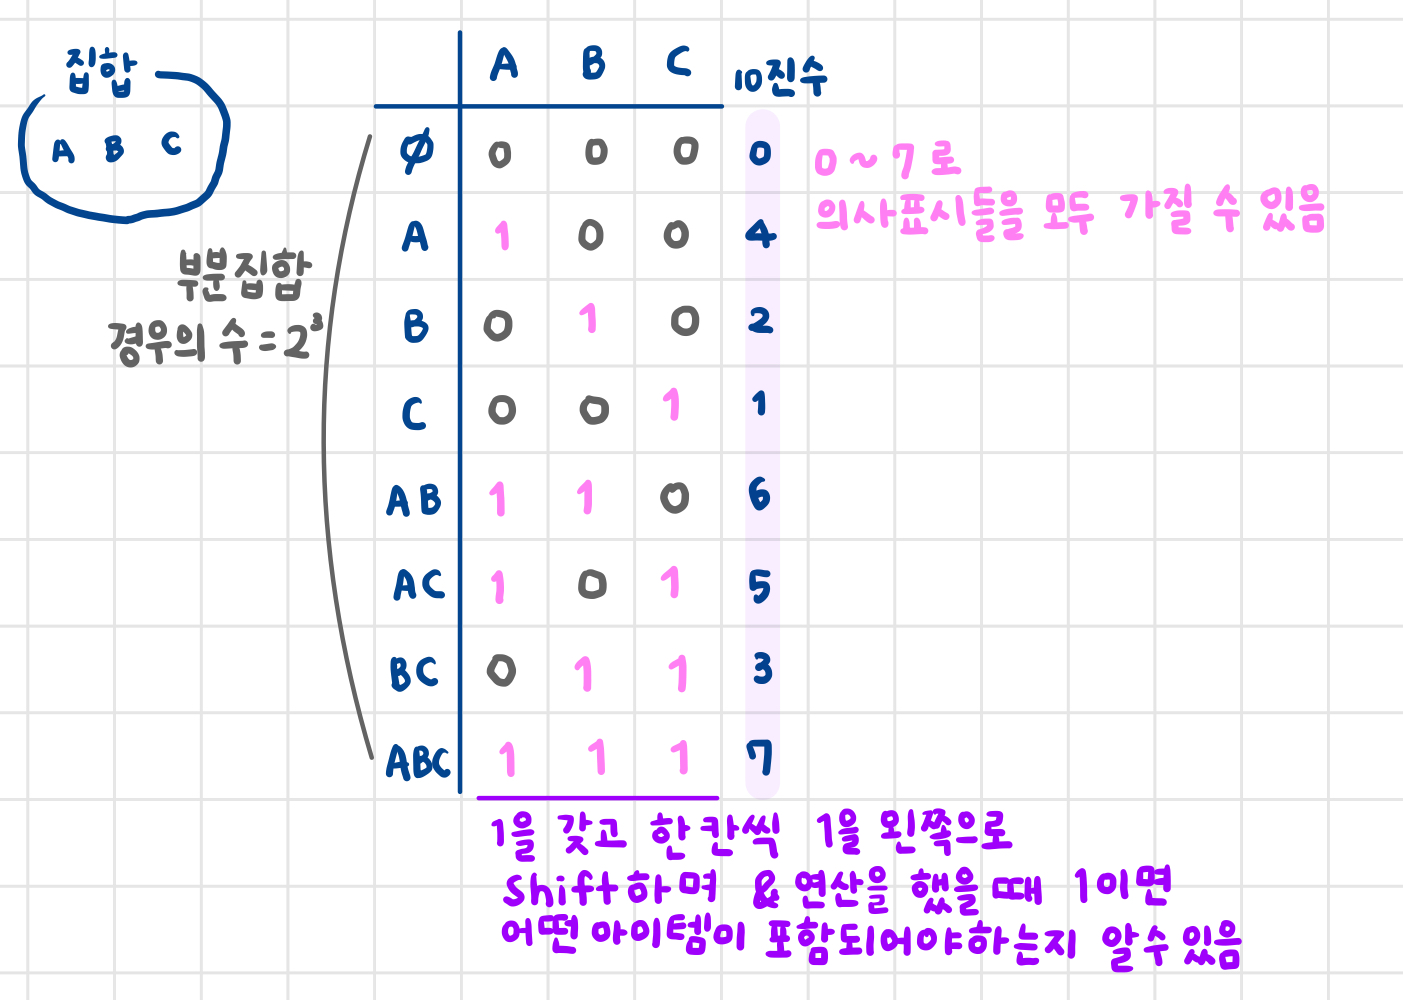 집합
A B C
부분집합
경우의 수 = 2³
A B C 10진수
∅ 0 0 0 0
A 1 0 0 4
B 0 1 0 2
C 0 0 1 1
AB 1 1 0 6
AC 1 0 1 5
BC 0 1 1 3
ABC 1 1 1 7
0 ~ 7 로
의사표시들을 모두 가질 수 있음
1을 갖고 한칸씩 1을 왼쪽으로
shift하며 & 연산을 했을 때 1이면
어떤 아이템이 포함되어야하는지 알수 있음